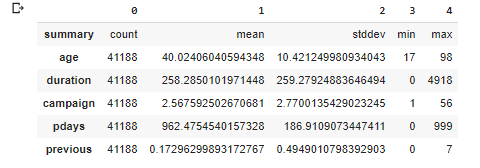 0 1 2 3 4
summary count mean stddev min max
age 41188 40.02406040594348 10.421249980934043 17 98
duration 41188 258.2850101971448 259.27924883646494 0 4918
campaign 41188 2.567592502670681 2.7700135429023245 1 56
pdays 41188 962.4754540157328 186.9109073447411 0 999
previous 41188 0.17296299893172767 0.4949010798392903 0 7